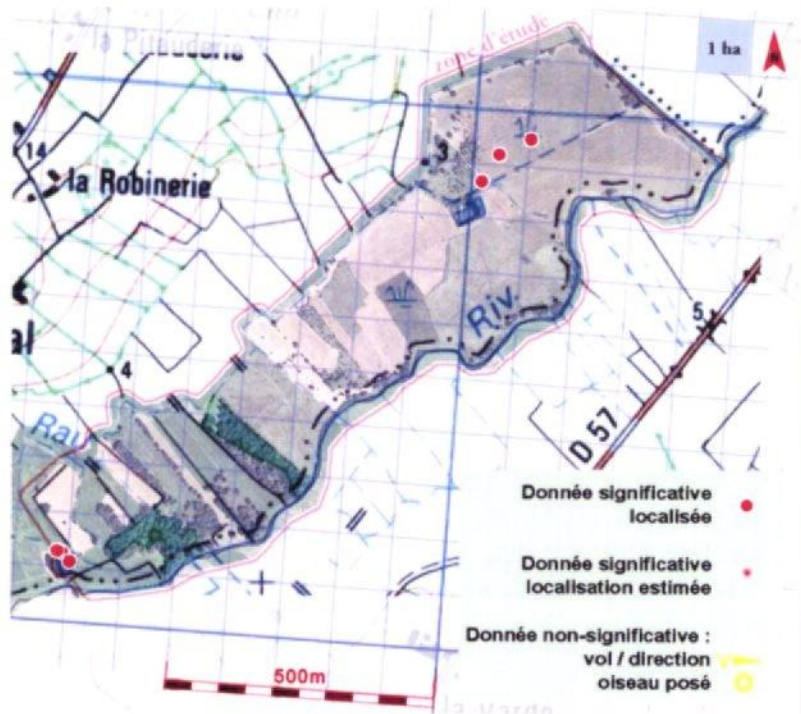 la Pitauderie
zone d'étude
1 ha
14
3
la Robinerie
Riv.
5
al
4
D 57
Rau
Donnée significative
localisée
Donnée significative
localisation estimée
Donnée non-significative :
vol / direction
oiseau posé
500m
la Varde